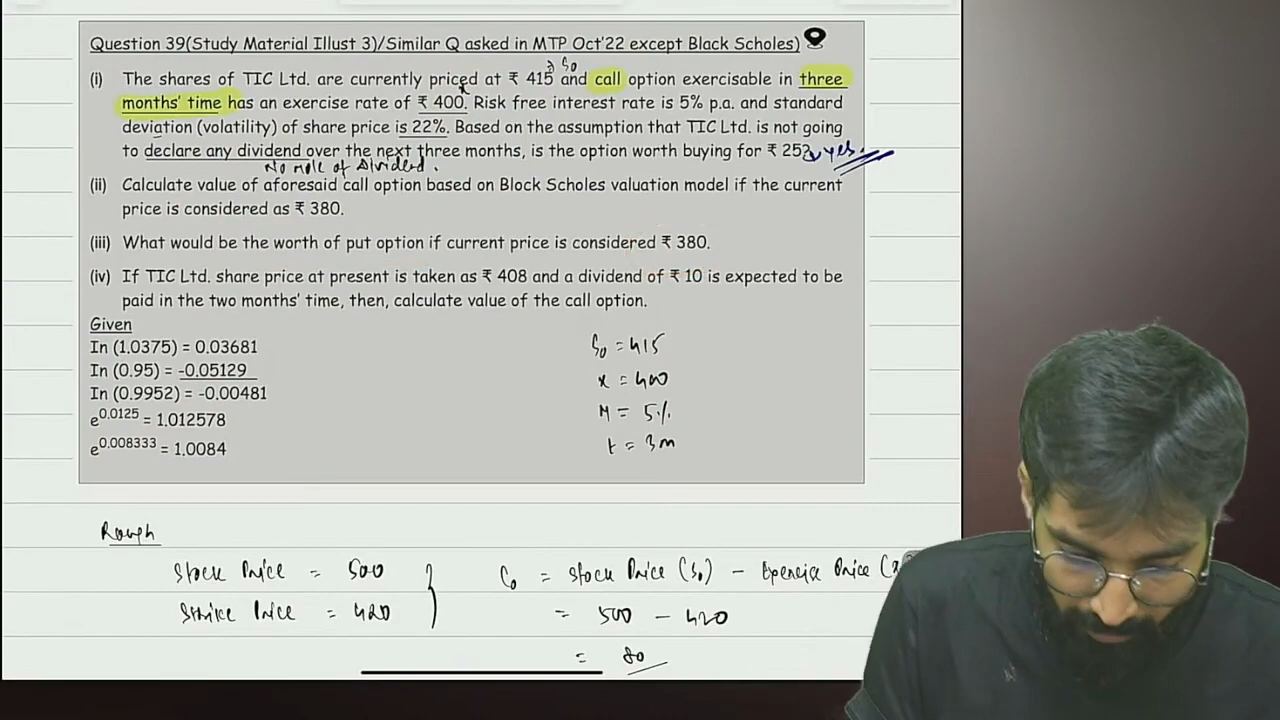 Question 39(Study Material Illust 3)/Similar Q asked in MTP Oct'22 except Black Scholes)
S₀
(i) The shares of TIC Ltd. are currently priced at ₹ 415 and call option exercisable in three
months' time has an exercise rate of ₹ 400. Risk free interest rate is 5% p.a. and standard
deviation (volatility) of share price is 22%. Based on the assumption that TIC Ltd. is not going
to declare any dividend over the next three months, is the option worth buying for ₹ 25? yes.
No role of Dividend.
(ii) Calculate value of aforesaid call option based on Block Scholes valuation model if the current
price is considered as ₹ 380.
(iii) What would be the worth of put option if current price is considered ₹ 380.
(iv) If TIC Ltd. share price at present is taken as ₹ 408 and a dividend of ₹ 10 is expected to be
paid in the two months' time, then, calculate value of the call option.
Given
In (1.0375) = 0.03681
In (0.95) = -0.05129
In (0.9952) = -0.00481
e^0.0125 = 1.012578
e^0.008333 = 1.0084
S₀ = 415
x = 400
r = 5%
t = 3m
Rough
Stock Price = 500
Strike Price = 420
C₀ = Stock Price (S₀) - Exercise Price (x
= 500 - 420
= 80